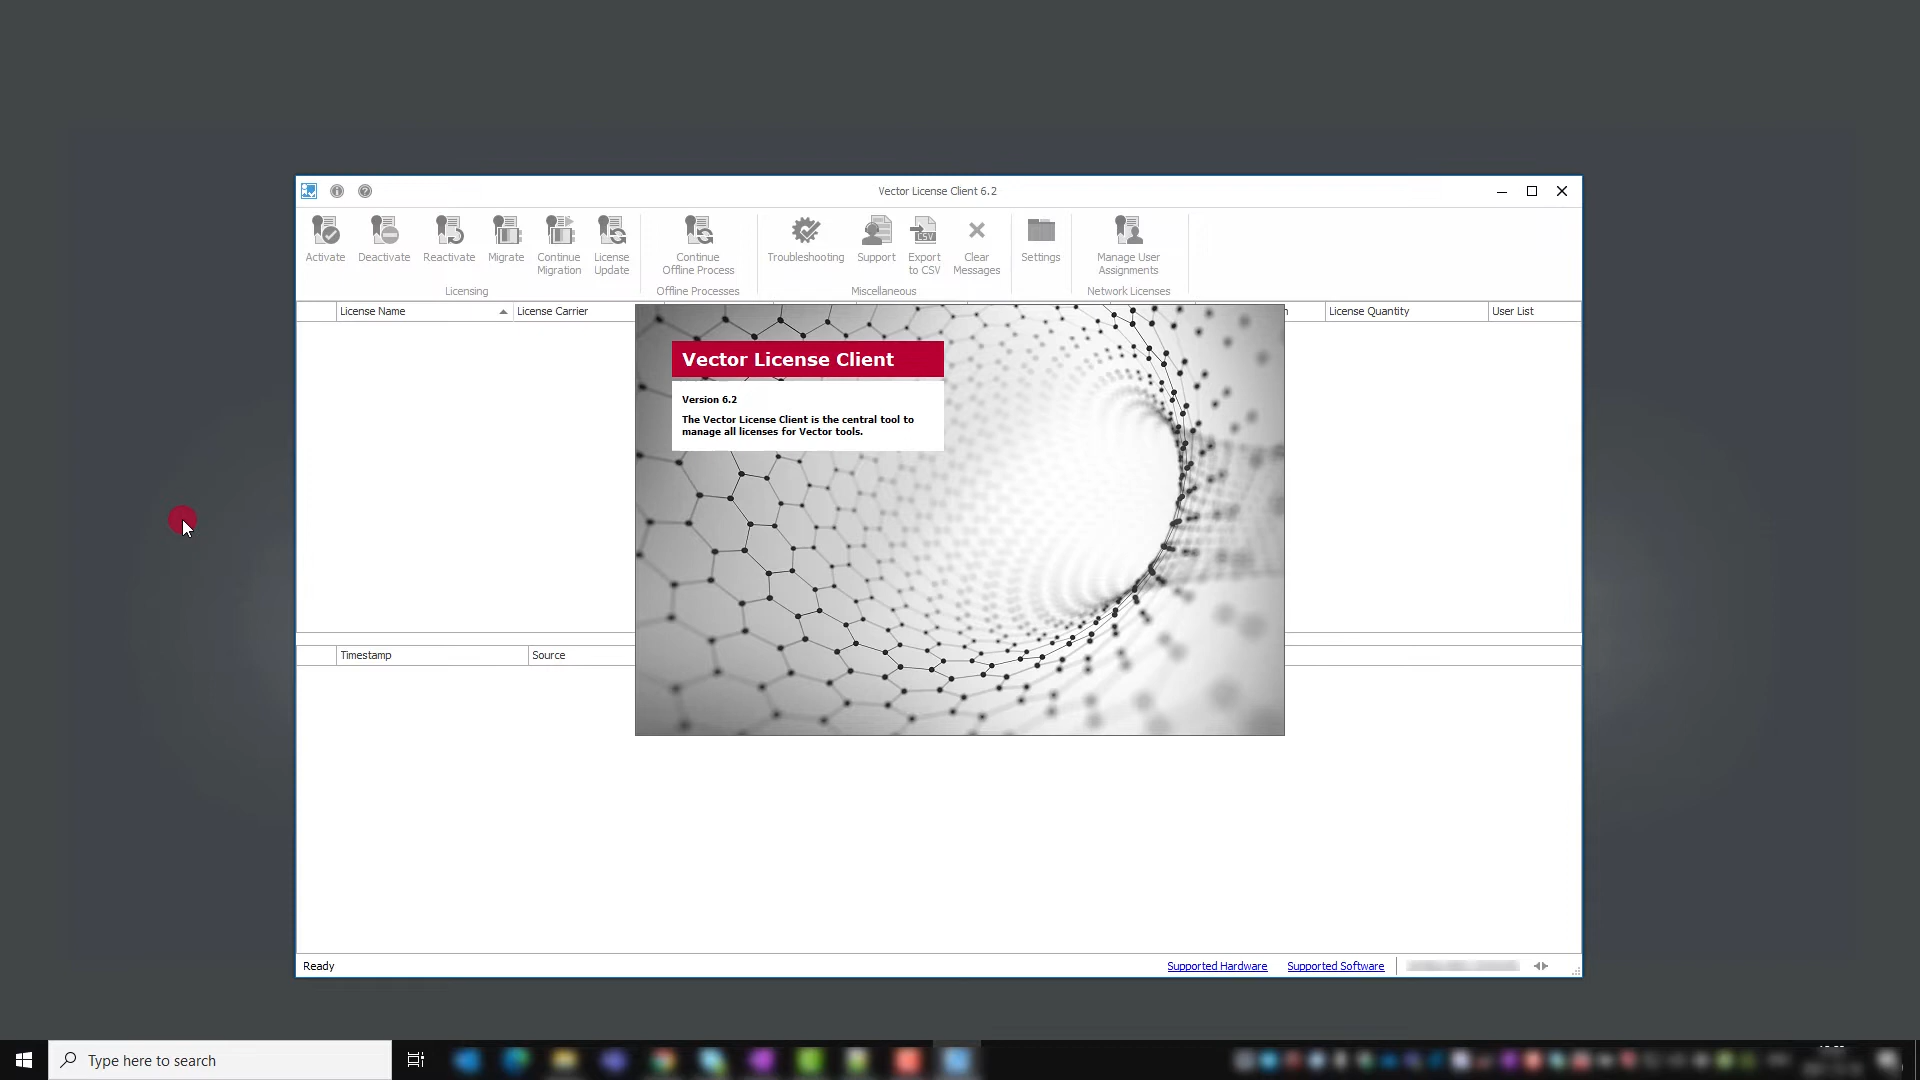 Vector License Client 6.2
Activate
Deactivate
Reactivate
Migrate
Continue
Migration
License
Update
Licensing
Continue
Offline Process
Offline Processes
Troubleshooting
Support
Export
to CSV
Clear
Messages
Miscellaneous
Settings
Manage User
Assignments
Network Licenses
CSV
License Name
License Carrier
License Quantity
User List
Vector License Client
Version 6.2
The Vector License Client is the central tool to
manage all licenses for Vector tools.
Timestamp
Source
Ready
Supported Hardware
Supported Software
Type here to search